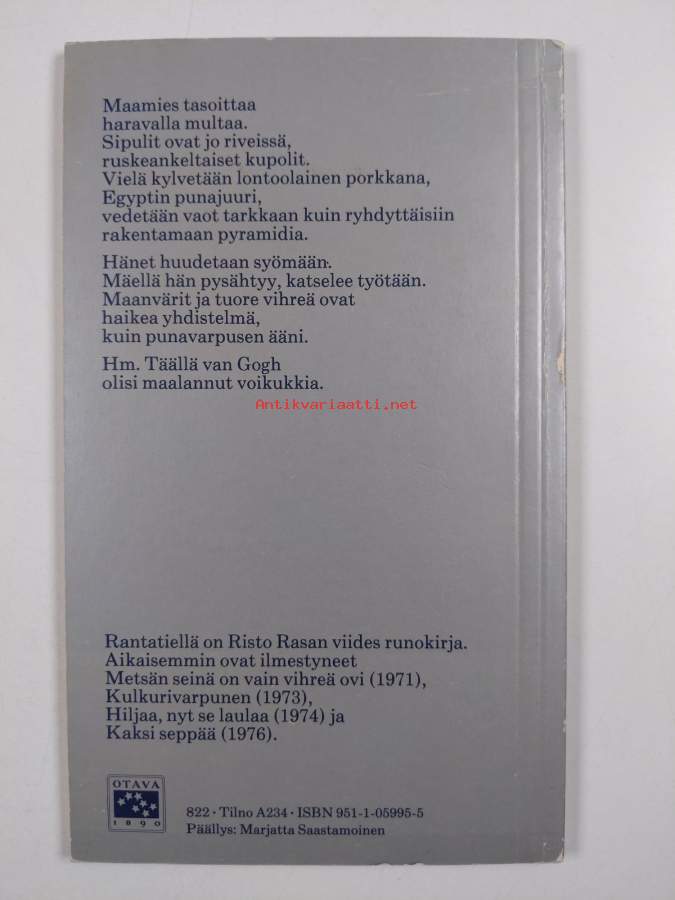 Maamies tasoittaa
haravalla multaa.
Sipulit ovat jo riveissä,
ruskeankeltaiset kupolit.
Vielä kylvetään lontoolainen porkkana,
Egyptin punajuuri,
vedetään vaot tarkkaan kuin ryhdyttäisiin
rakentamaan pyramidia.
Hänet huudetaan syömään.
Mäellä hän pysähtyy, katselee työtään.
Maanvärit ja tuore vihreä ovat
haikea yhdistelmä,
kuin punavarpusen ääni.
Hm. Täällä van Gogh
olisi maalannut voikukkia.
Antikvariaatti.net
Rantatiellä on Risto Rasan viides runokirja.
Aikaisemmin ovat ilmestyneet
Metsän seinä on vain vihreä ovi (1971),
Kulkurivarpunen (1973),
Hiljaa, nyt se laulaa (1974) ja
Kaksi seppää (1976).
OTAVA
1890
822 · Tilno A234 · ISBN 951-1-05995-5
Päällys: Marjatta Saastamoinen